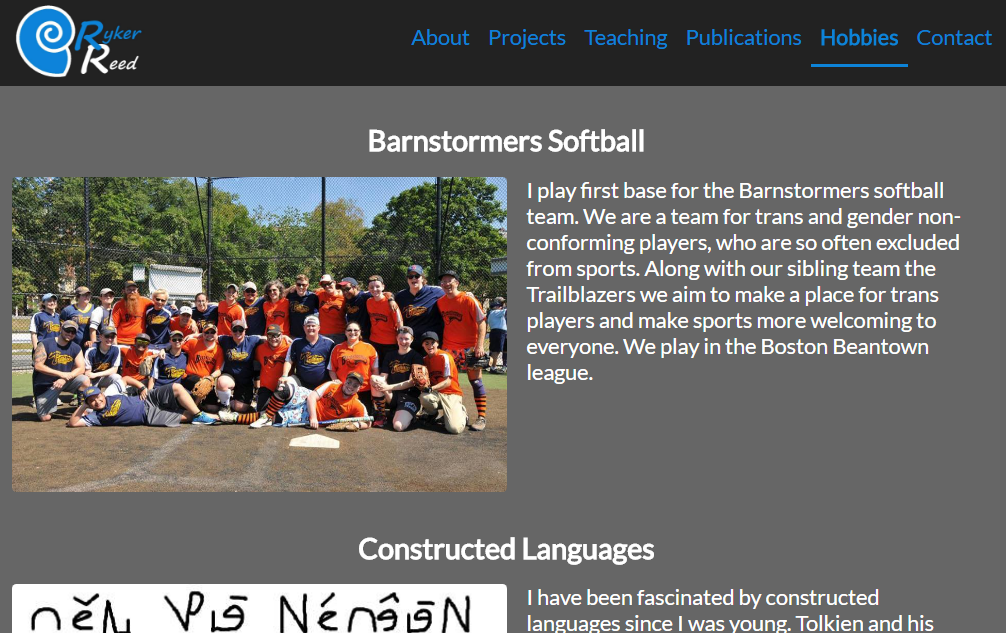 Ryker
Reed
About Projects Teaching Publications Hobbies Contact
Barnstormers Softball
I play first base for the Barnstormers softball
team. We are a team for trans and gender non-
conforming players, who are so often excluded
from sports. Along with our sibling team the
Trailblazers we aim to make a place for trans
players and make sports more welcoming to
everyone. We play in the Boston Beantown
league.
Constructed Languages
I have been fascinated by constructed
languages since I was young. Tolkien and his